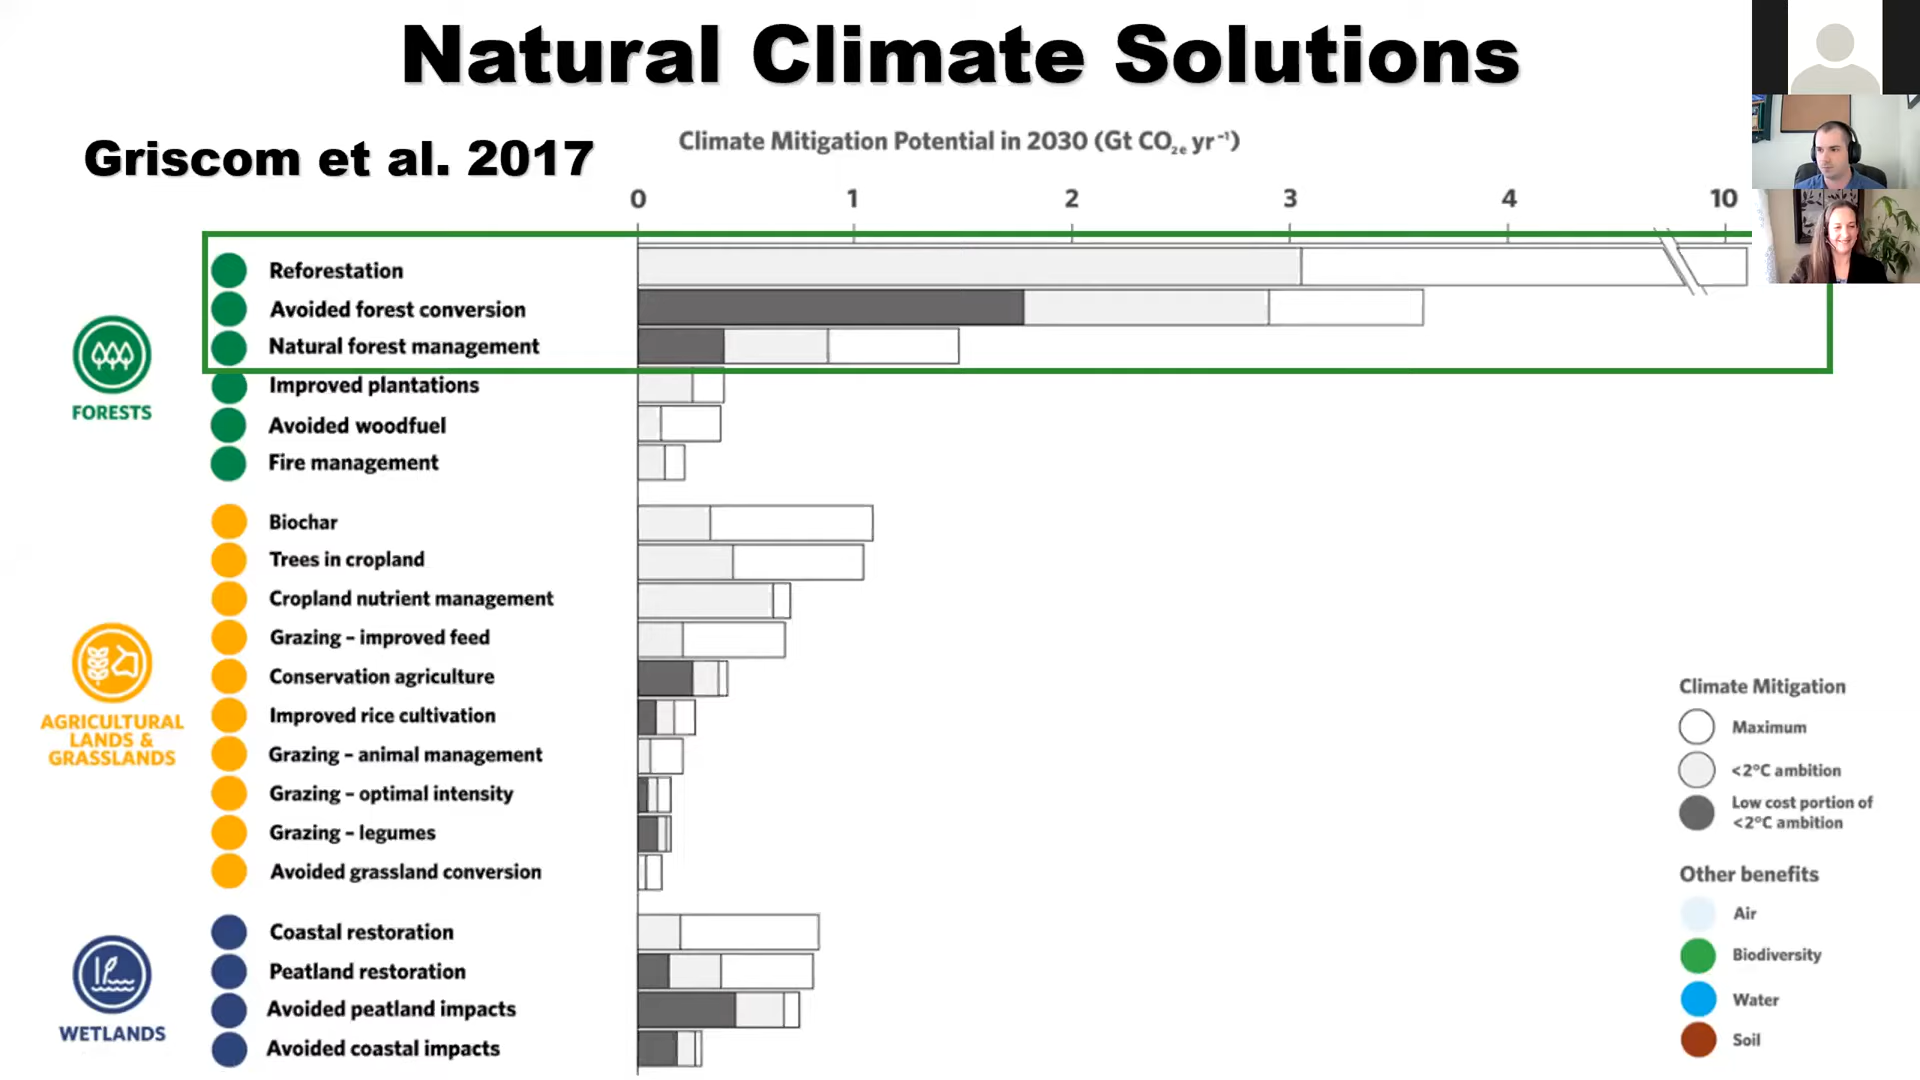 Natural Climate Solutions
Griscom et al. 2017
Climate Mitigation Potential in 2030 (Gt CO2e yr-1)
0 1 2 3 4 10
Reforestation
Avoided forest conversion
Natural forest management
Improved plantations
Avoided woodfuel
Fire management
FORESTS
Biochar
Trees in cropland
Cropland nutrient management
Grazing – improved feed
Conservation agriculture
Improved rice cultivation
Grazing – animal management
Grazing – optimal intensity
Grazing – legumes
Avoided grassland conversion
AGRICULTURAL
LANDS &
GRASSLANDS
Coastal restoration
Peatland restoration
Avoided peatland impacts
Avoided coastal impacts
WETLANDS
Climate Mitigation
Maximum
<2°C ambition
Low cost portion of
<2°C ambition
Other benefits
Air
Biodiversity
Water
Soil